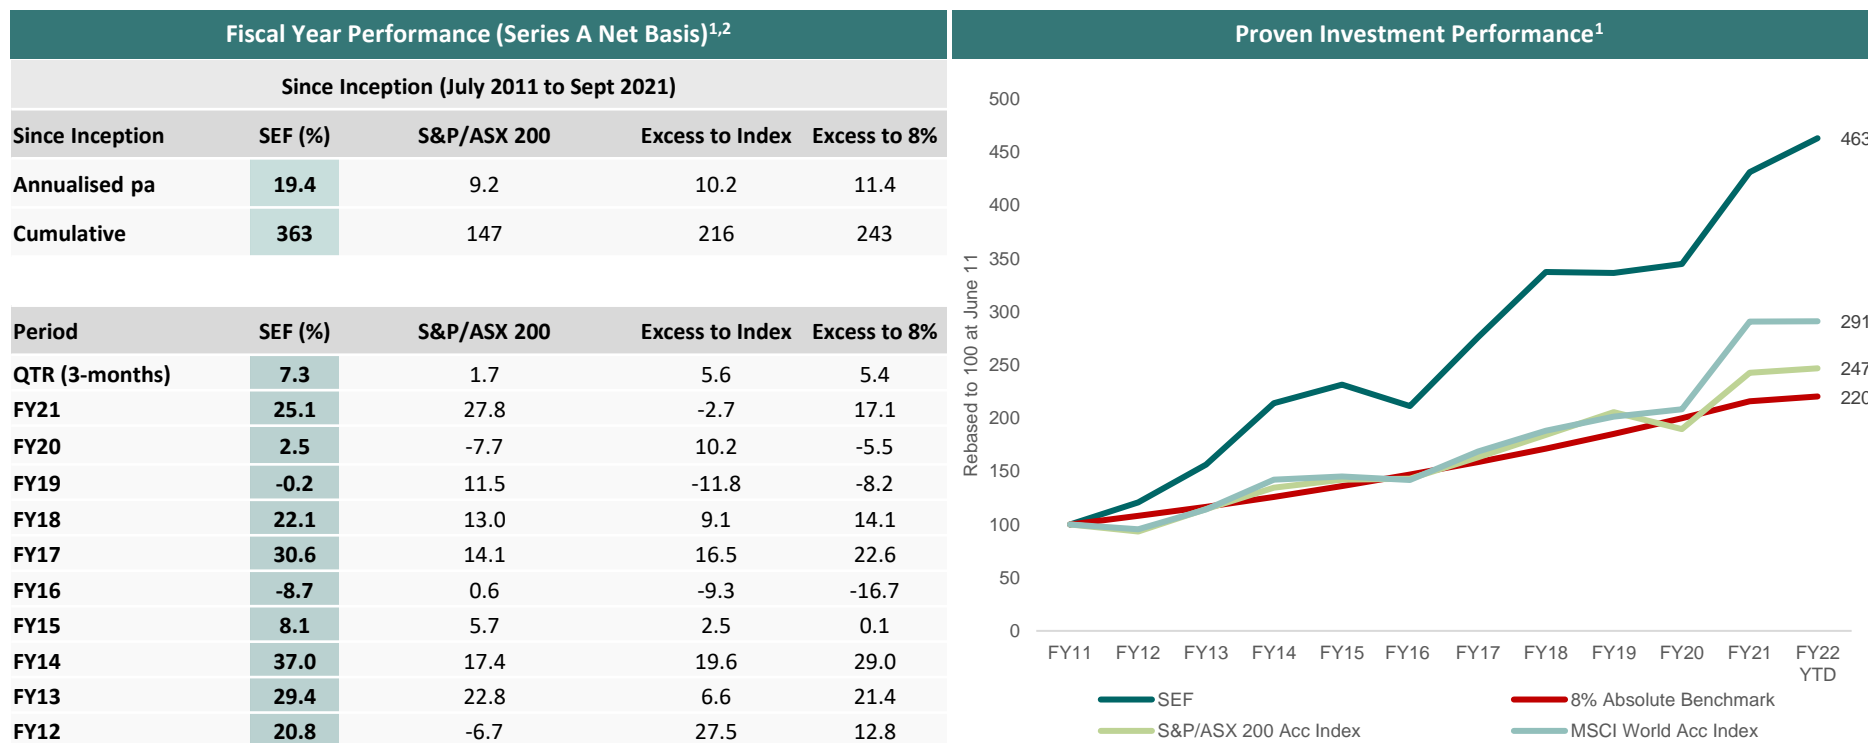 Fiscal Year Performance (Series A Net Basis)1,2
Since Inception (July 2011 to Sept 2021)
Since Inception SEF (%) S&P/ASX 200 Excess to Index Excess to 8%
Annualised pa 19.4 9.2 10.2 11.4
Cumulative 363 147 216 243
Period SEF (%) S&P/ASX 200 Excess to Index Excess to 8%
QTR (3-months) 7.3 1.7 5.6 5.4
FY21 25.1 27.8 -2.7 17.1
FY20 2.5 -7.7 10.2 -5.5
FY19 -0.2 11.5 -11.8 -8.2
FY18 22.1 13.0 9.1 14.1
FY17 30.6 14.1 16.5 22.6
FY16 -8.7 0.6 -9.3 -16.7
FY15 8.1 5.7 2.5 0.1
FY14 37.0 17.4 19.6 29.0
FY13 29.4 22.8 6.6 21.4
FY12 20.8 -6.7 27.5 12.8
Proven Investment Performance1
Rebased to 100 at June 11
500
450
400
350
300
250
200
150
100
50
0
463
291
247
220
FY11 FY12 FY13 FY14 FY15 FY16 FY17 FY18 FY19 FY20 FY21 FY22
YTD
SEF 8% Absolute Benchmark
S&P/ASX 200 Acc Index MSCI World Acc Index